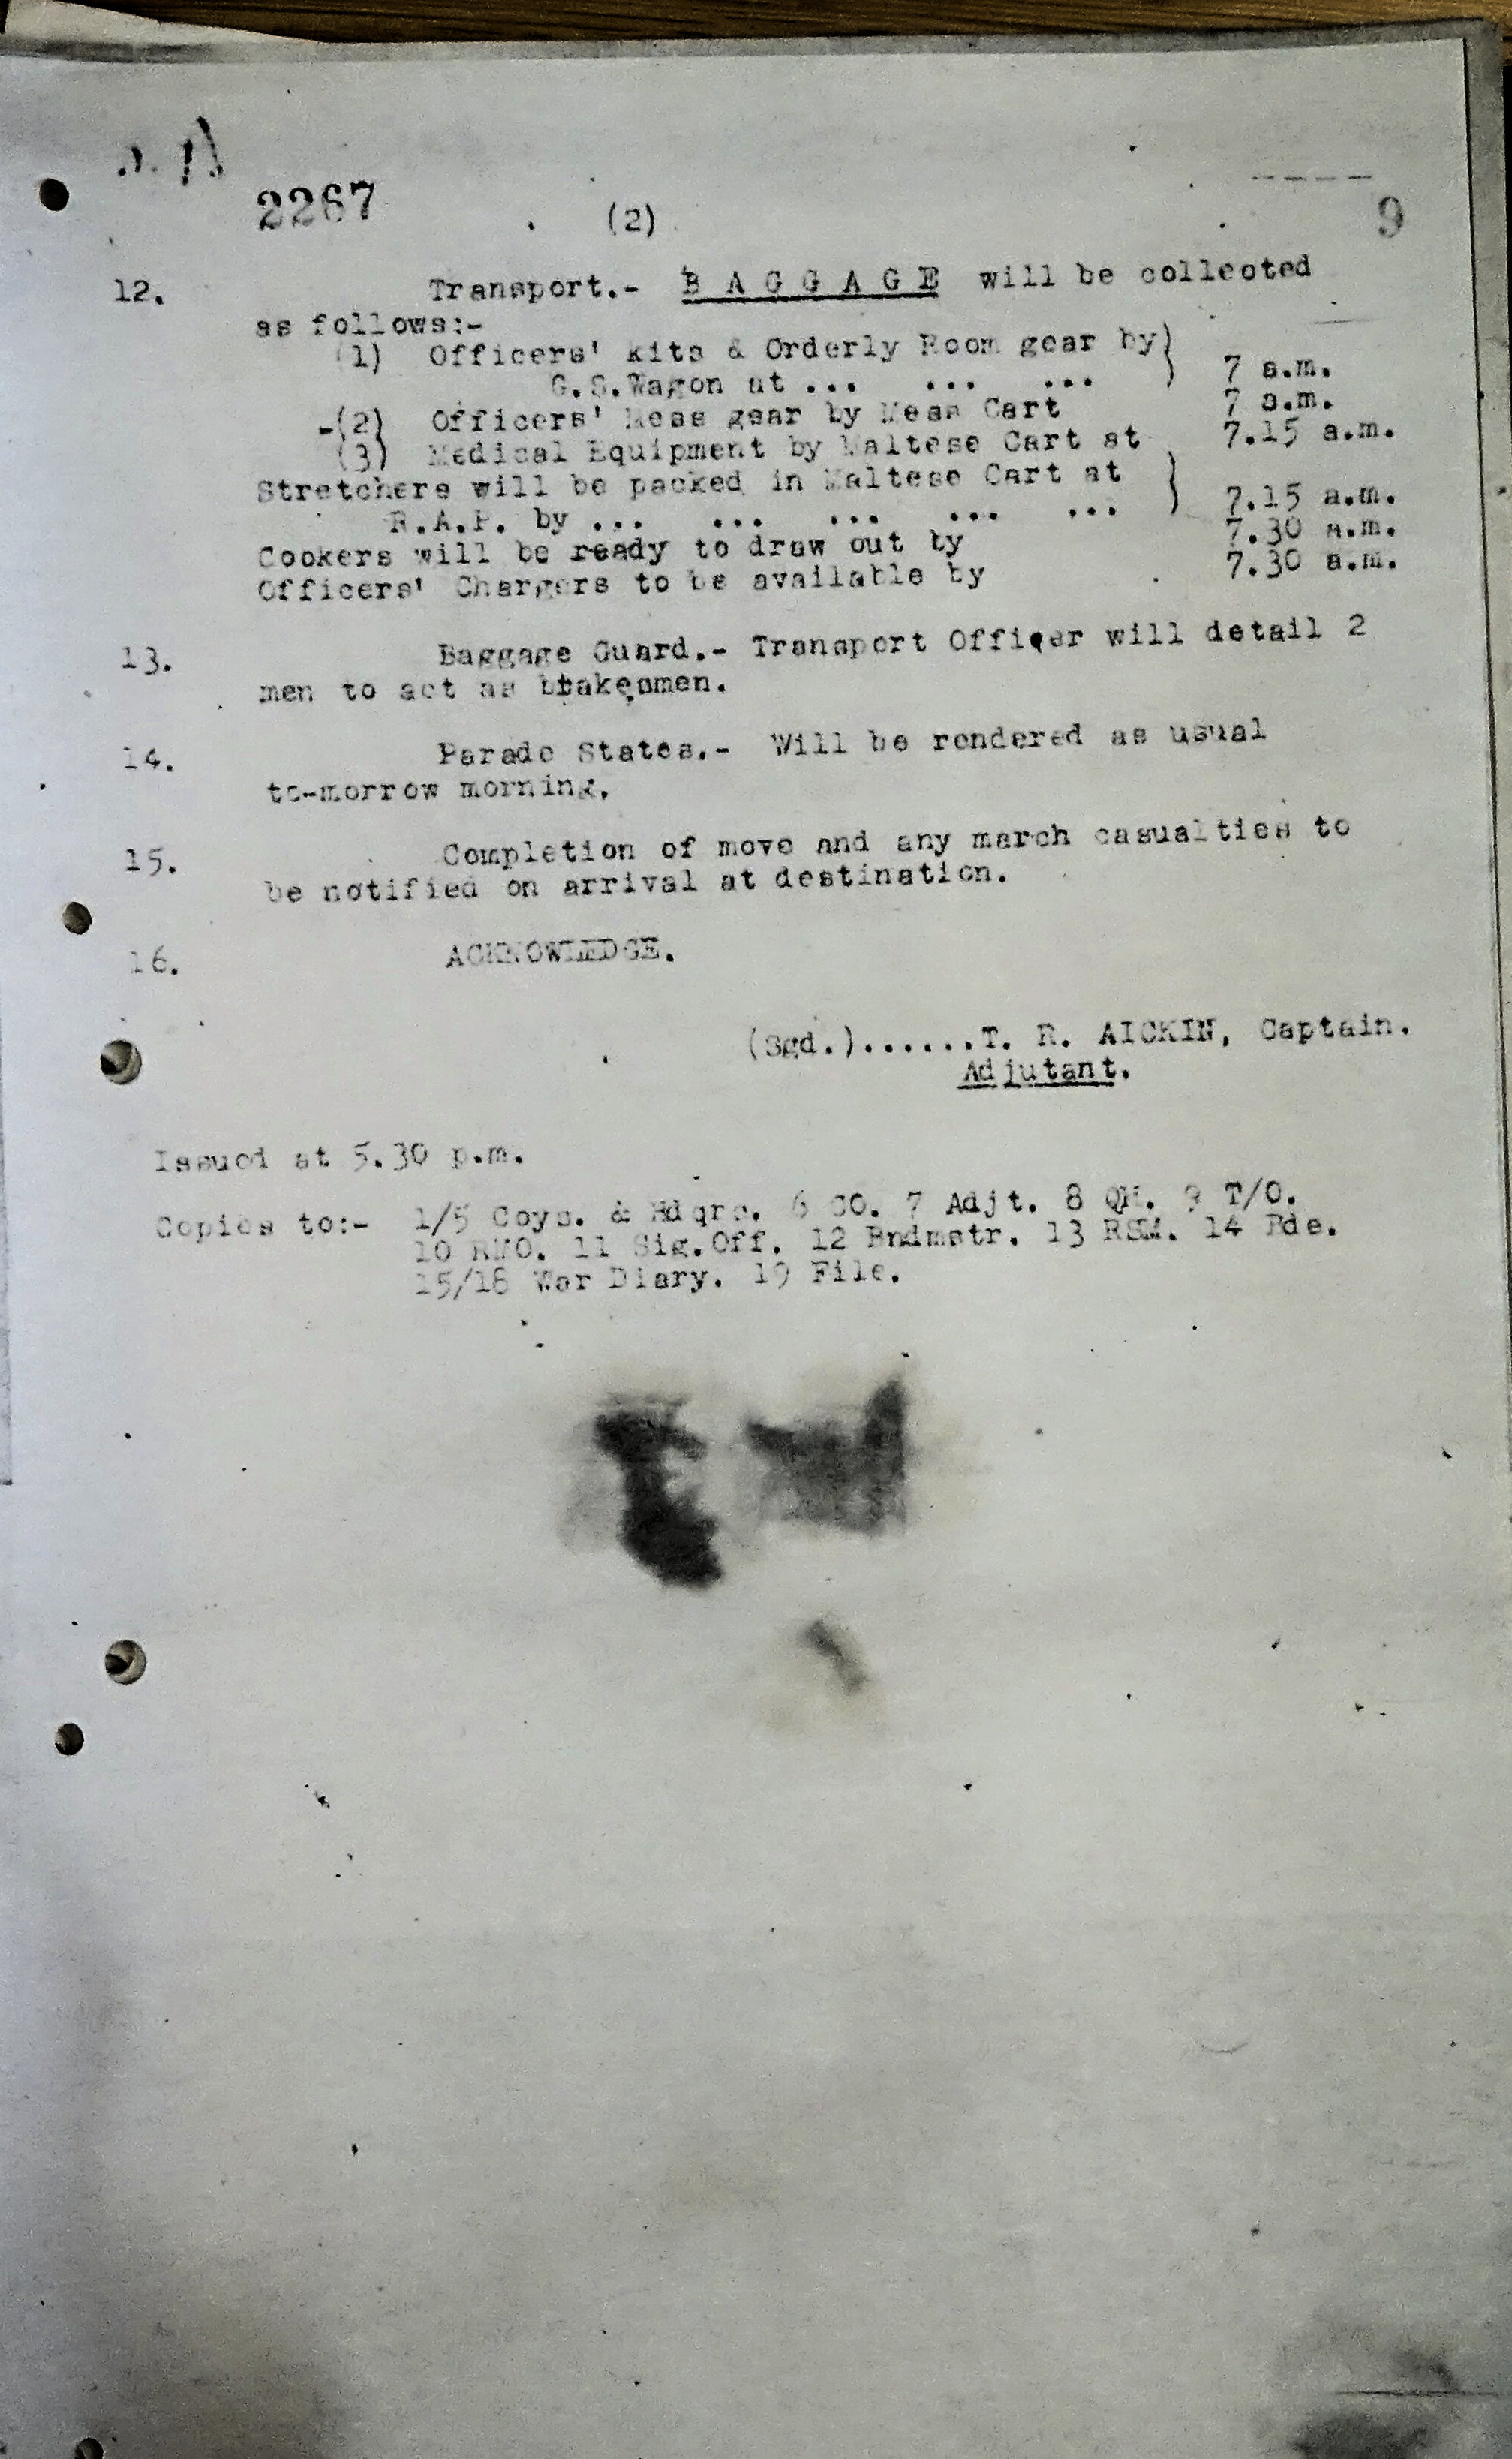 2267
(2)
9
12. Transport.- B A G G A G E will be collected
as follows:-
(1) Officers' kits & Orderly Room gear by)
G.S.Wagon at ... ... ... ) 7 a.m.
-(2) Officers' Mess gear by Mess Cart 7 a.m.
(3) Medical Equipment by Maltese Cart at 7.15 a.m.
Stretchers will be packed in Maltese Cart at )
R.A.P. by ... ... ... ... ... ) 7.15 a.m.
Cookers will be ready to draw out by 7.30 a.m.
Officers' Chargers to be available by 7.30 a.m.
13. Baggage Guard.- Transport Officer will detail 2
men to act as brakesmen.
14. Parade States.- Will be rendered as usual
to-morrow morning.
15. Completion of move and any march casualties to
be notified on arrival at destination.
16. ACKNOWLEDGE.
(Sgd.)......T. R. AICKIN, Captain.
Adjutant.
Issued at 5.30 p.m.
Copies to:- 1/5 Coys. & Hdqrs. 6 CO. 7 Adjt. 8 QM. 9 T/O.
10 RMO. 11 Sig.Off. 12 Bndmstr. 13 RSM. 14 Bde.
15/18 War Diary. 19 File.